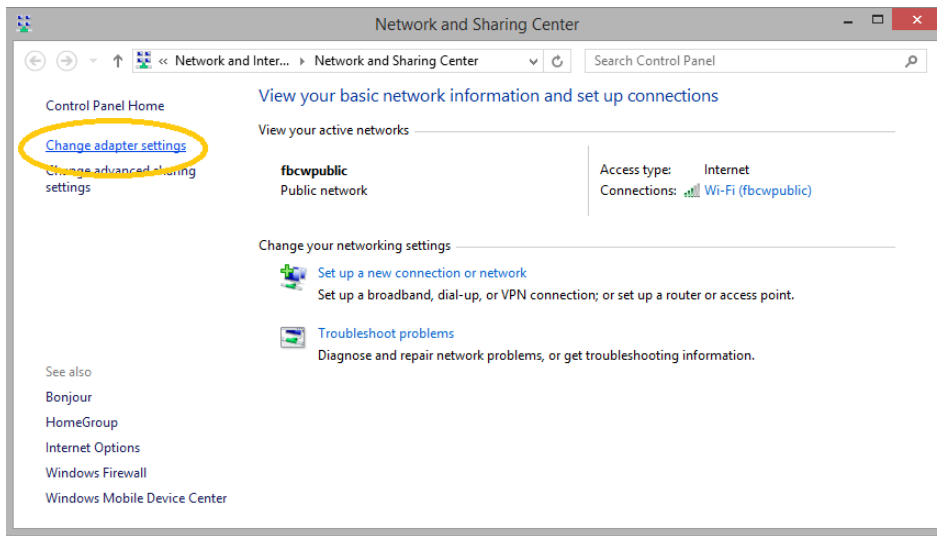 Network and Sharing Center
« Network and Inter... Network and Sharing Center
Search Control Panel
Control Panel Home
Change adapter settings
Change advanced sharing
settings
See also
Bonjour
HomeGroup
Internet Options
Windows Firewall
Windows Mobile Device Center
View your basic network information and set up connections
View your active networks
fbcwpublic
Public network
Access type: Internet
Connections: Wi-Fi (fbcwpublic)
Change your networking settings
Set up a new connection or network
Set up a broadband, dial-up, or VPN connection; or set up a router or access point.
Troubleshoot problems
Diagnose and repair network problems, or get troubleshooting information.